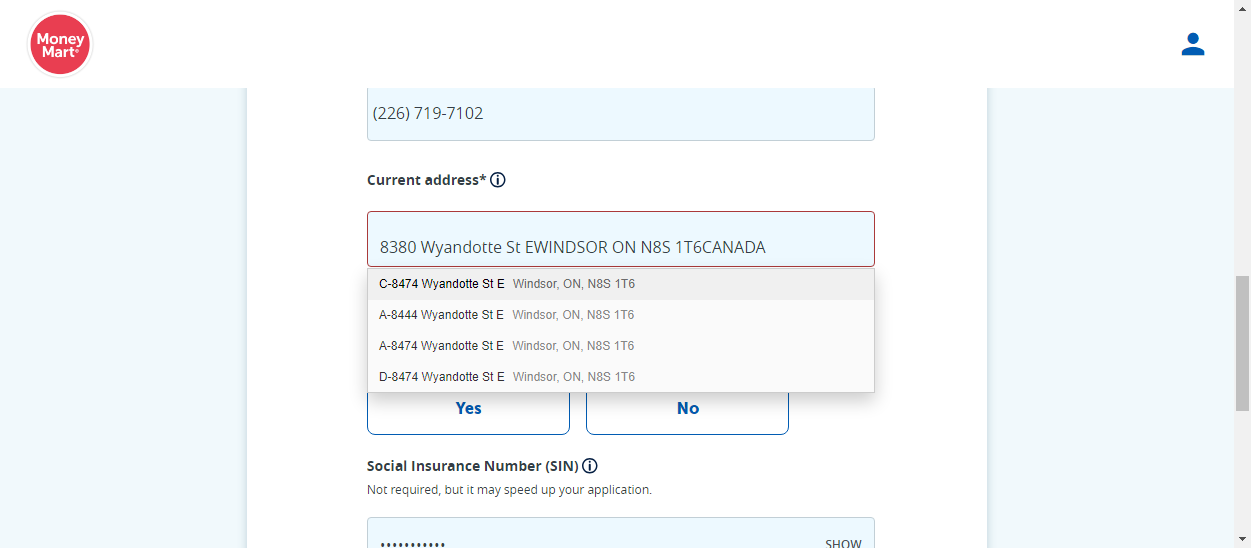 Money
Mart®
(226) 719-7102
Current address*
8380 Wyandotte St EWINDSOR ON N8S 1T6CANADA
C-8474 Wyandotte St E Windsor, ON, N8S 1T6
A-8444 Wyandotte St E Windsor, ON, N8S 1T6
A-8474 Wyandotte St E Windsor, ON, N8S 1T6
D-8474 Wyandotte St E Windsor, ON, N8S 1T6
Yes No
Social Insurance Number (SIN)
Not required, but it may speed up your application.
••••••••••• SHOW